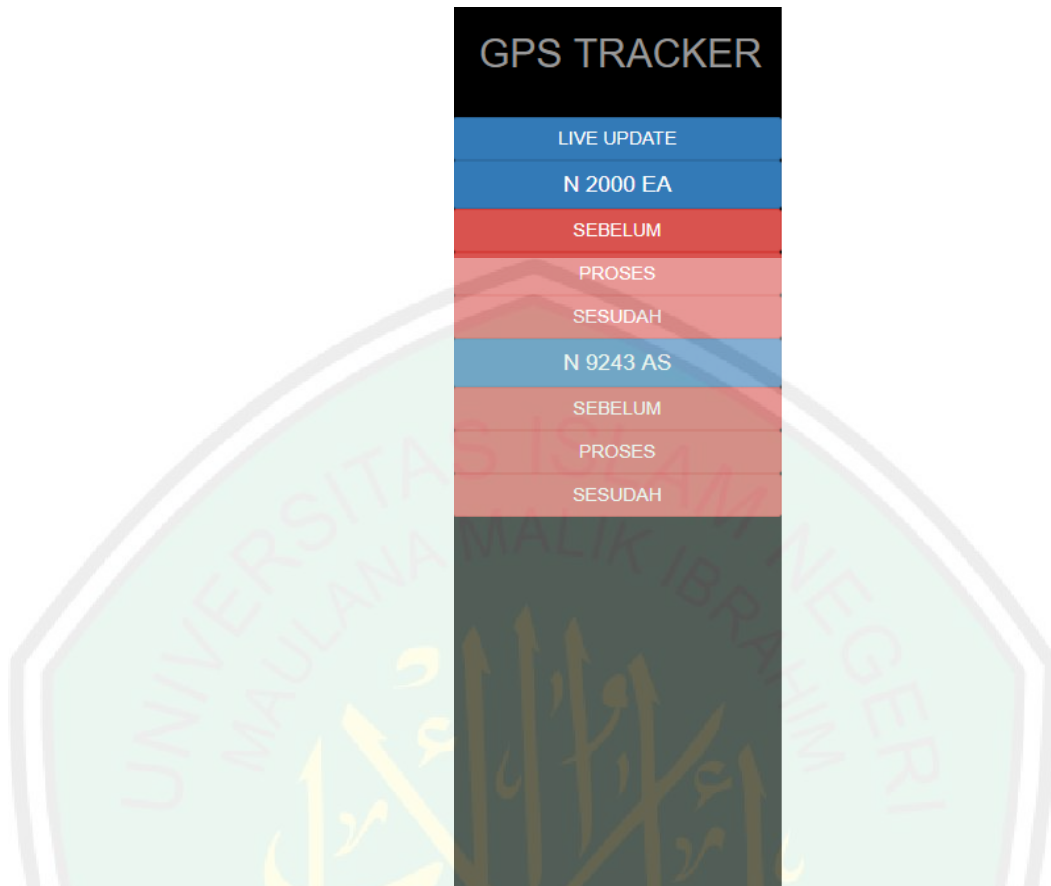 GPS TRACKER
LIVE UPDATE
N 2000 EA
SEBELUM
PROSES
SESUDAH
N 9243 AS
SEBELUM
PROSES
SESUDAH
UNIVERSITAS ISLAM NEGERI
MAULANA MALIK IBRAHIM